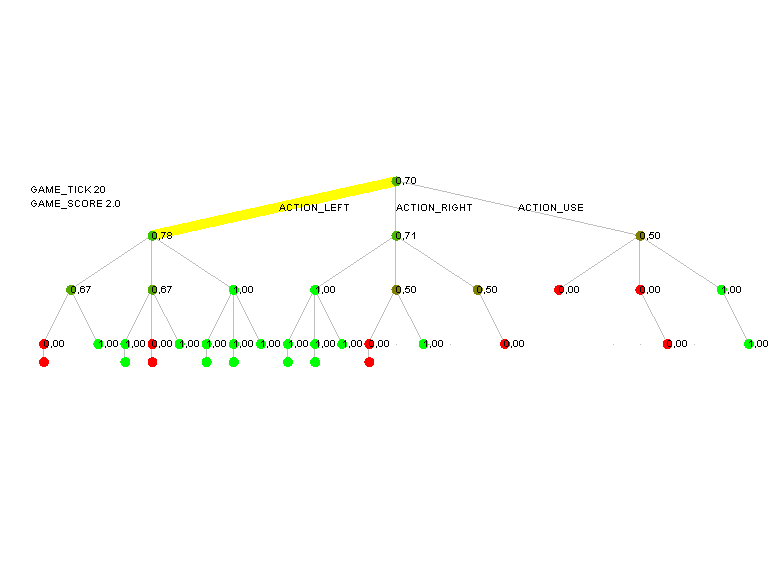 0,70
GAME_TICK 20
GAME_SCORE 2.0
ACTION_LEFT ACTION_RIGHT ACTION_USE
0,78 0,71 0,50
0,67 0,67 1,00 1,00 0,50 0,50 0,00 0,00 1,00
0,00 1,00 1,00 0,00 1,00 1,00 1,00 1,00 1,00 1,00 1,00 0,00 1,00 0,00 0,00 1,00